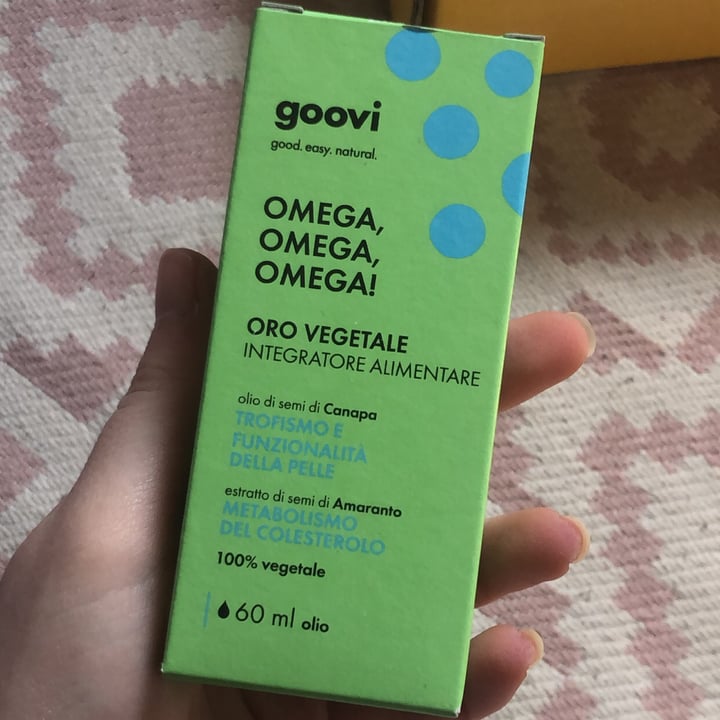 goovi
good. easy. natural.
OMEGA,
OMEGA,
OMEGA!
ORO VEGETALE
INTEGRATORE ALIMENTARE
olio di semi di Canapa
TROFISMO E
FUNZIONALITÀ
DELLA PELLE
estratto di semi di Amaranto
METABOLISMO
DEL COLESTEROLO
100% vegetale
60 ml olio